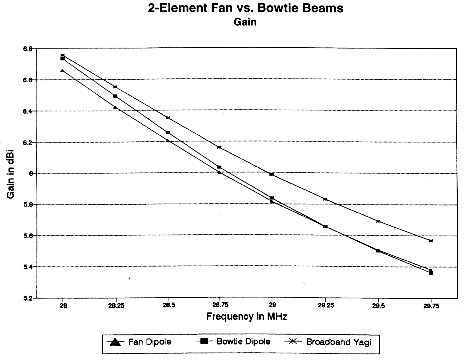 2-Element Fan vs. Bowtie Beams
Gain
6.8
6.6
6.4
6.2
6
5.8
5.6
5.4
5.2
Gain in dBi
28
28.25
28.5
28.75
29
29.25
29.5
29.75
Frequency in MHz
Fan Dipole
Bowtie Dipole
Broadband Yagi